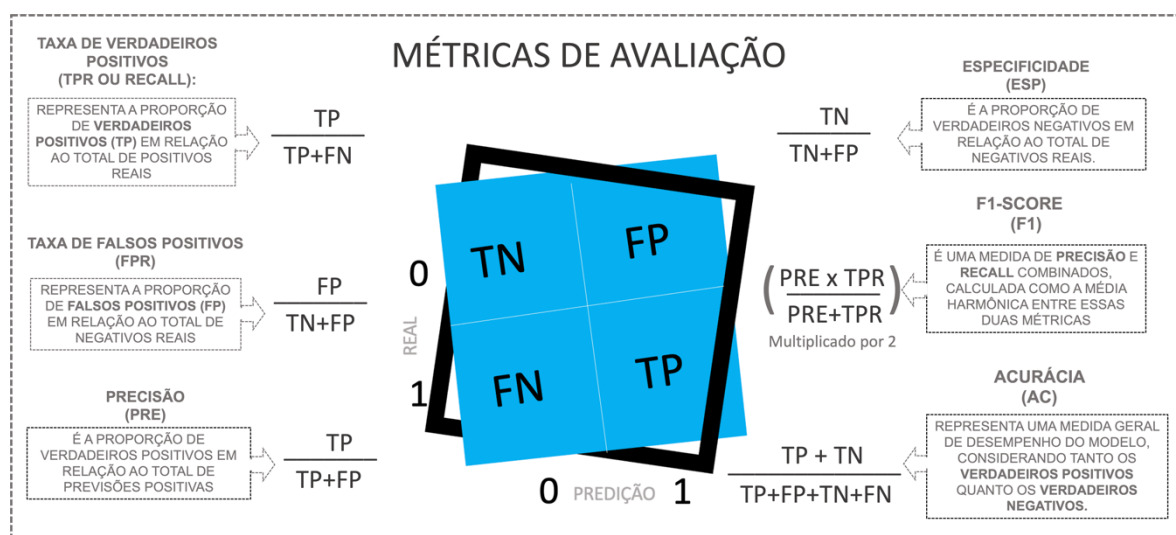 MÉTRICAS DE AVALIAÇÃO
TAXA DE VERDADEIROS
POSITIVOS
(TPR OU RECALL):
REPRESENTA A PROPORÇÃO
DE VERDADEIROS
POSITIVOS (TP) EM RELAÇÃO
AO TOTAL DE POSITIVOS
REAIS
TP
TP+FN
TAXA DE FALSOS POSITIVOS
(FPR)
REPRESENTA A PROPORÇÃO
DE FALSOS POSITIVOS (FP)
EM RELAÇÃO AO TOTAL DE
NEGATIVOS REAIS
FP
TN+FP
PRECISÃO
(PRE)
É A PROPORÇÃO DE
VERDADEIROS POSITIVOS EM
RELAÇÃO AO TOTAL DE
PREVISÕES POSITIVAS
TP
TP+FP
0
REAL
1
TN
FP
FN
TP
0 PREDIÇÃO 1
ESPECIFICIDADE
(ESP)
É A PROPORÇÃO DE
VERDADEIROS NEGATIVOS EM
RELAÇÃO AO TOTAL DE
NEGATIVOS REAIS.
TN
TN+FP
F1-SCORE
(F1)
É UMA MEDIDA DE PRECISÃO E
RECALL COMBINADOS,
CALCULADA COMO A MÉDIA
HARMÔNICA ENTRE ESSAS
DUAS MÉTRICAS
(PRE x TPR
PRE+TPR)
Multiplicado por 2
ACURÁCIA
(AC)
REPRESENTA UMA MEDIDA GERAL
DE DESEMPENHO DO MODELO,
CONSIDERANDO TANTO OS
VERDADEIROS POSITIVOS
QUANTO OS VERDADEIROS
NEGATIVOS.
TP + TN
TP+FP+TN+FN